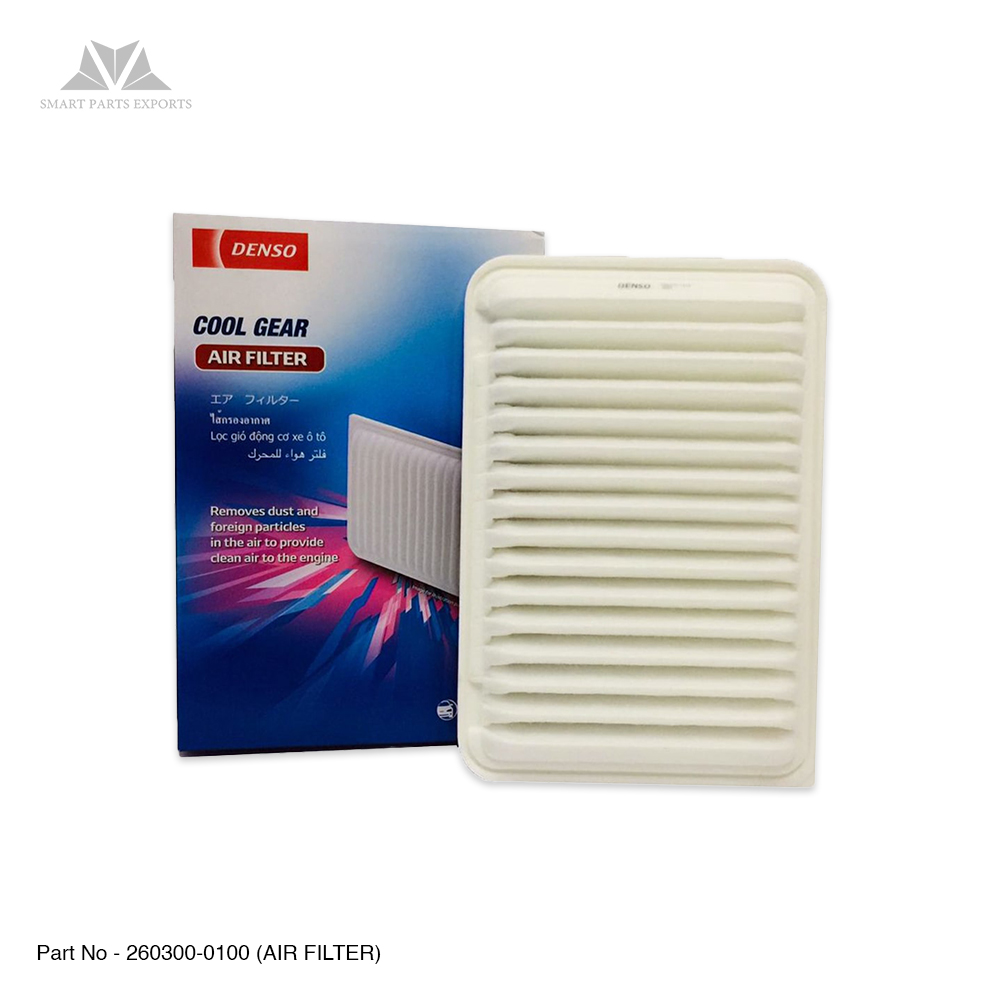 SMART PARTS EXPORTS
DENSO
COOL GEAR
AIR FILTER
エア フィルター
ไส้กรองอากาศ
Lọc gió động cơ xe ô tô
فلتر هواء للمحرك
Removes dust and
foreign particles
in the air to provide
clean air to the engine
DENSO
Part No - 260300-0100 (AIR FILTER)